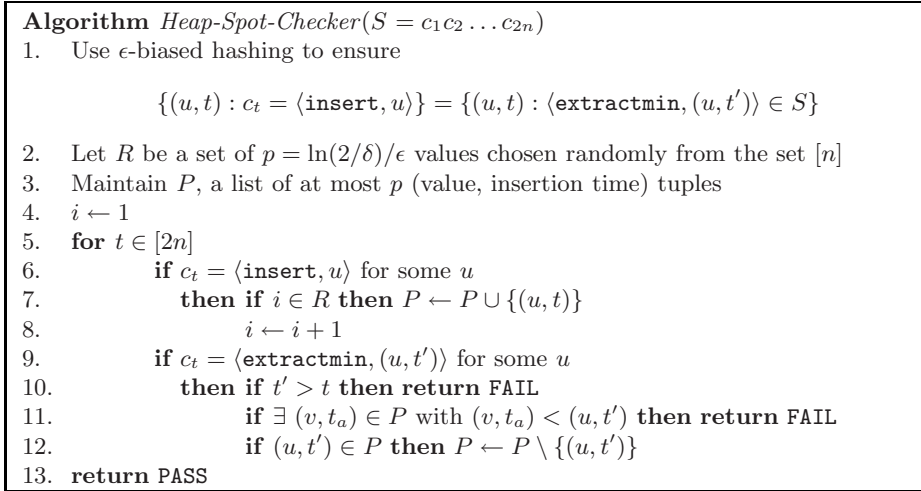 Algorithm Heap-Spot-Checker(S = c₁c₂ … c₂ₙ)
1. Use ϵ-biased hashing to ensure
{(u, t) : cₜ = ⟨insert, u⟩} = {(u, t) : ⟨extractmin, (u, t′)⟩ ∈ S}
2. Let R be a set of p = ln(2/δ)/ϵ values chosen randomly from the set [n]
3. Maintain P, a list of at most p (value, insertion time) tuples
4. i ← 1
5. for t ∈ [2n]
6. if cₜ = ⟨insert, u⟩ for some u
7. then if i ∈ R then P ← P ∪ {(u, t)}
8. i ← i + 1
9. if cₜ = ⟨extractmin, (u, t′)⟩ for some u
10. then if t′ > t then return FAIL
11. if ∃ (v, tₐ) ∈ P with (v, tₐ) < (u, t′) then return FAIL
12. if (u, t′) ∈ P then P ← P \ {(u, t′)}
13. return PASS